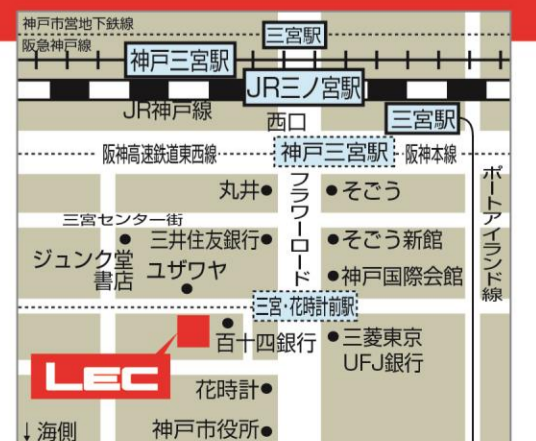 神戸市営地下鉄線
阪急神戸線
三宮駅
神戸三宮駅
JR三ノ宮駅
JR神戸線
西口
三宮駅
阪神高速鉄道東西線
神戸三宮駅
阪神本線
丸井
そごう
フラワーロード
ポートアイランド線
三宮センター街
三井住友銀行
そごう新館
ジュンク堂
書店
ユザワヤ
神戸国際会館
三宮・花時計前駅
百十四銀行
三菱東京
UFJ銀行
LEC
花時計
↓海側
神戸市役所